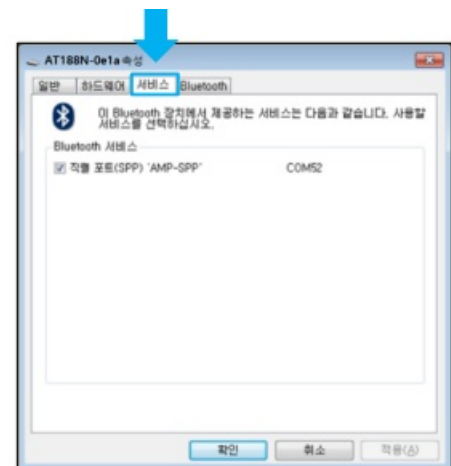 AT188N-0e1a 속성
일반 하드웨어 서비스 Bluetooth
이 Bluetooth 장치에서 제공하는 서비스는 다음과 같습니다. 사용할
서비스를 선택하십시오.
Bluetooth 서비스
직렬 포트(SPP) 'AMP-SPP' COM52
확인 취소 적용(A)